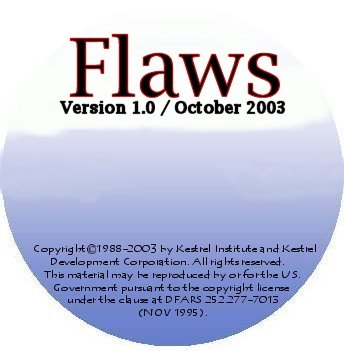 Flaws
Version 1.0 / October 2003
Copyright©1988-2003 by Kestrel Institute and Kestrel
Development Corporation. All rights reserved.
This material may be reproduced by or for the U.S.
Government pursuant to the copyright license
under the clause at DFARS 252.277-7013
(NOV 1995).